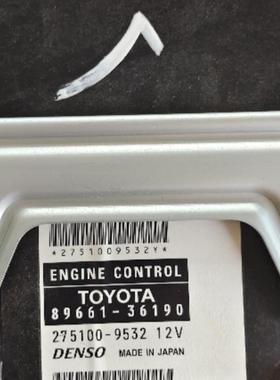 *2751009532Y*
ENGINE CONTROL
TOYOTA
89661-36190
275100-9532 12V
DENSO MADE IN JAPAN